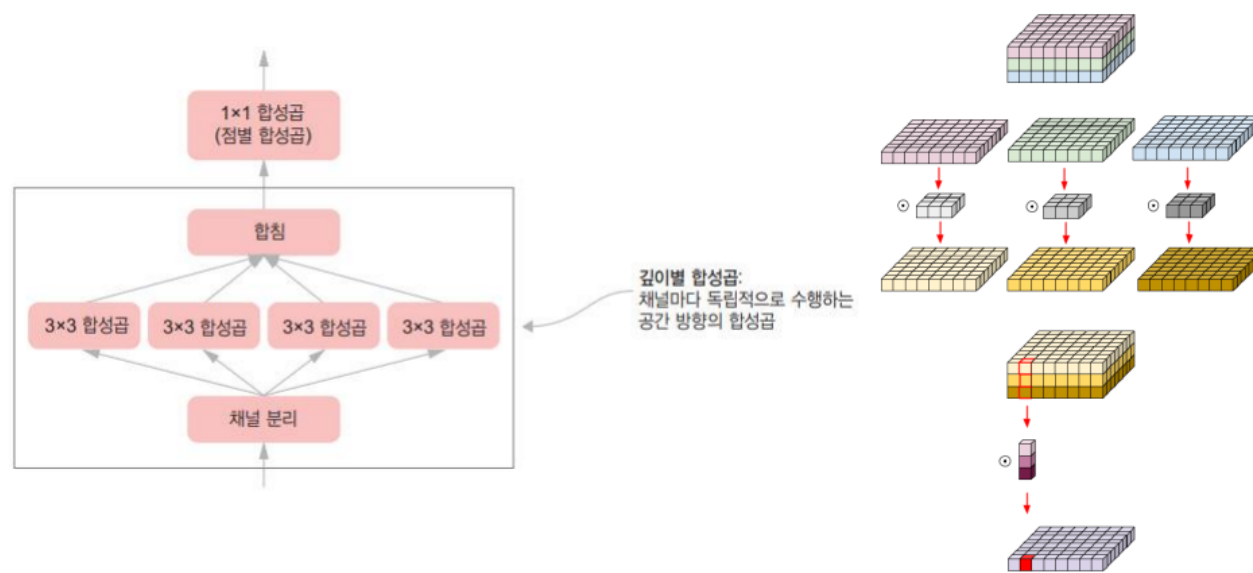 1×1 합성곱
(점별 합성곱)
합침
3×3 합성곱
3×3 합성곱
3×3 합성곱
3×3 합성곱
채널 분리
깊이별 합성곱:
채널마다 독립적으로 수행하는
공간 방향의 합성곱